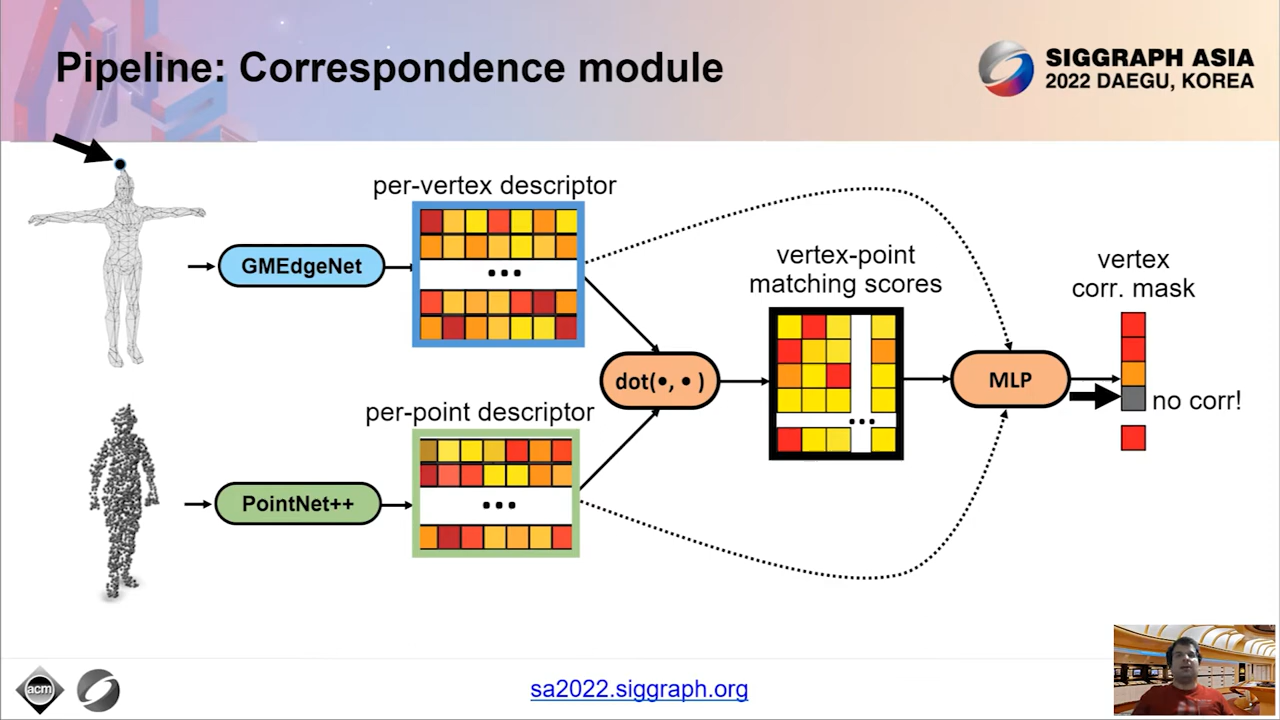 Pipeline: Correspondence module
SIGGRAPH ASIA
2022 DAEGU, KOREA
per-vertex descriptor
GMEdgeNet
...
vertex-point
matching scores
vertex
corr. mask
dot(•, •)
...
MLP
no corr!
per-point descriptor
PointNet++
...
acm
sa2022.siggraph.org